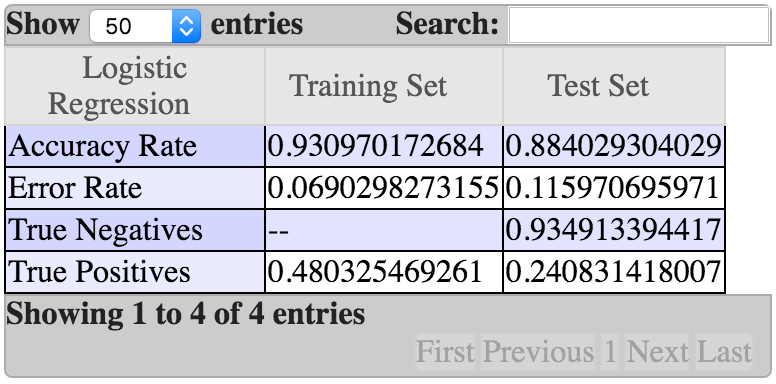 Show 50 entries Search:
Logistic Regression Training Set Test Set
Accuracy Rate 0.930970172684 0.884029304029
Error Rate 0.0690298273155 0.115970695971
True Negatives -- 0.934913394417
True Positives 0.480325469261 0.240831418007
Showing 1 to 4 of 4 entries
First Previous 1 Next Last